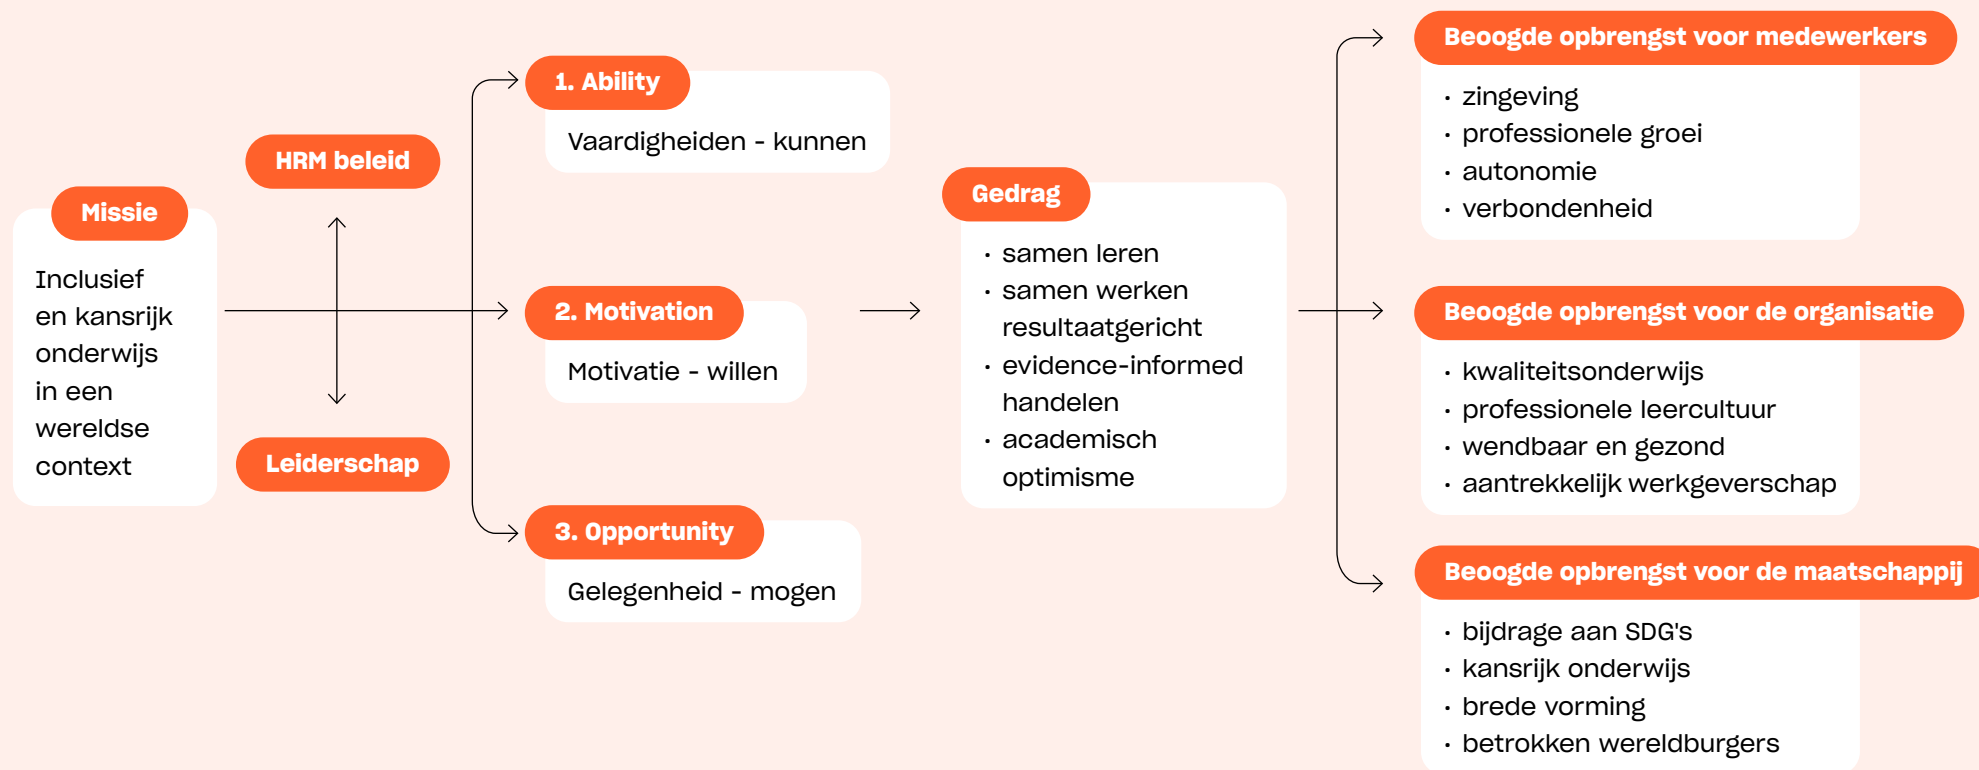 Missie
Inclusief
en kansrijk
onderwijs
in een
wereldse
context
HRM beleid
Leiderschap
1. Ability
Vaardigheiden - kunnen
2. Motivation
Motivatie - willen
3. Opportunity
Gelegenheid - mogen
Gedrag
· samen leren
· samen werken
resultaatgericht
· evidence-informed
handelen
· academisch
optimisme
Beoogde opbrengst voor medewerkers
· zingeving
· professionele groei
· autonomie
· verbondenheid
Beoogde opbrengst voor de organisatie
· kwaliteitsonderwijs
· professionele leercultuur
· wendbaar en gezond
· aantrekkelijk werkgeverschap
Beoogde opbrengst voor de maatschappij
· bijdrage aan SDG's
· kansrijk onderwijs
· brede vorming
· betrokken wereldburgers